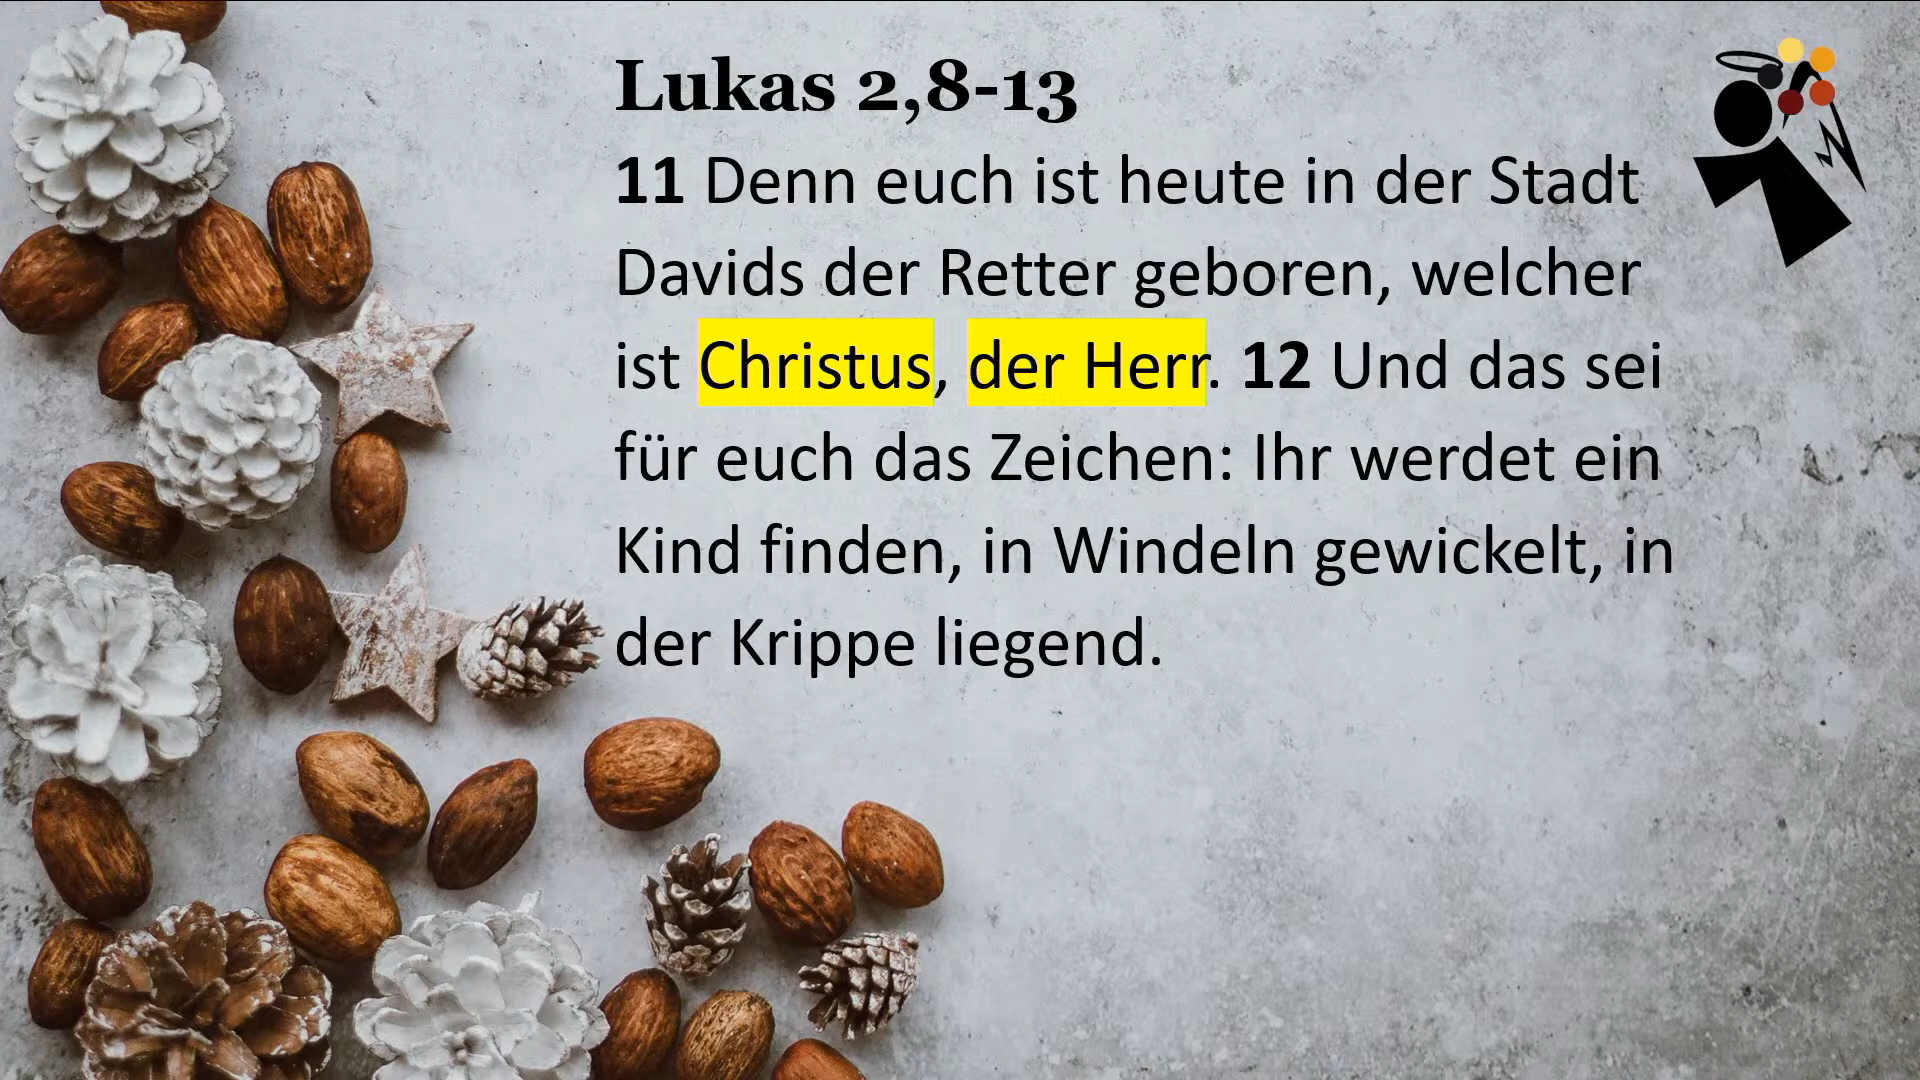 Lukas 2,8-13
11 Denn euch ist heute in der Stadt
Davids der Retter geboren, welcher
ist Christus, der Herr. 12 Und das sei
für euch das Zeichen: Ihr werdet ein
Kind finden, in Windeln gewickelt, in
der Krippe liegend.